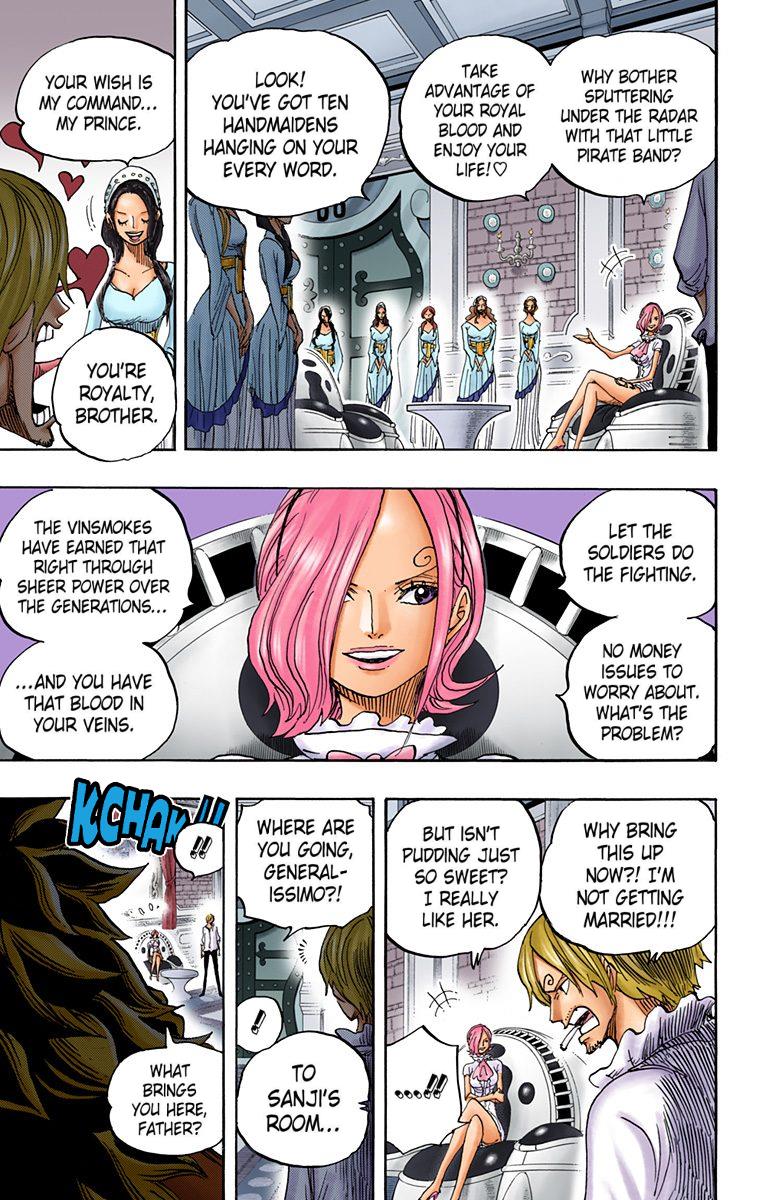 WHY BOTHER
SPUTTERING
UNDER THE RADAR
WITH THAT LITTLE
PIRATE BAND?
TAKE
ADVANTAGE OF
YOUR ROYAL
BLOOD AND
ENJOY YOUR
LIFE!♡
LOOK!
YOU'VE GOT TEN
HANDMAIDENS
HANGING ON YOUR
EVERY WORD.
YOUR WISH IS
MY COMMAND...
MY PRINCE.
YOU'RE
ROYALTY,
BROTHER.
LET THE
SOLDIERS DO
THE FIGHTING.
NO MONEY
ISSUES TO
WORRY ABOUT.
WHAT'S THE
PROBLEM?
THE VINSMOKES
HAVE EARNED THAT
RIGHT THROUGH
SHEER POWER OVER
THE GENERATIONS...
...AND YOU HAVE
THAT BLOOD IN
YOUR VEINS.
WHY BRING
THIS UP
NOW?! I'M
NOT GETTING
MARRIED!!!
BUT ISN'T
PUDDING JUST
SO SWEET?
I REALLY
LIKE HER.
.....!!
WHERE ARE
YOU GOING,
GENERAL-
ISSIMO?!
!!
TO
SANJI'S
ROOM...
KCHAK!!
!!
WHAT
BRINGS
YOU HERE,
FATHER?